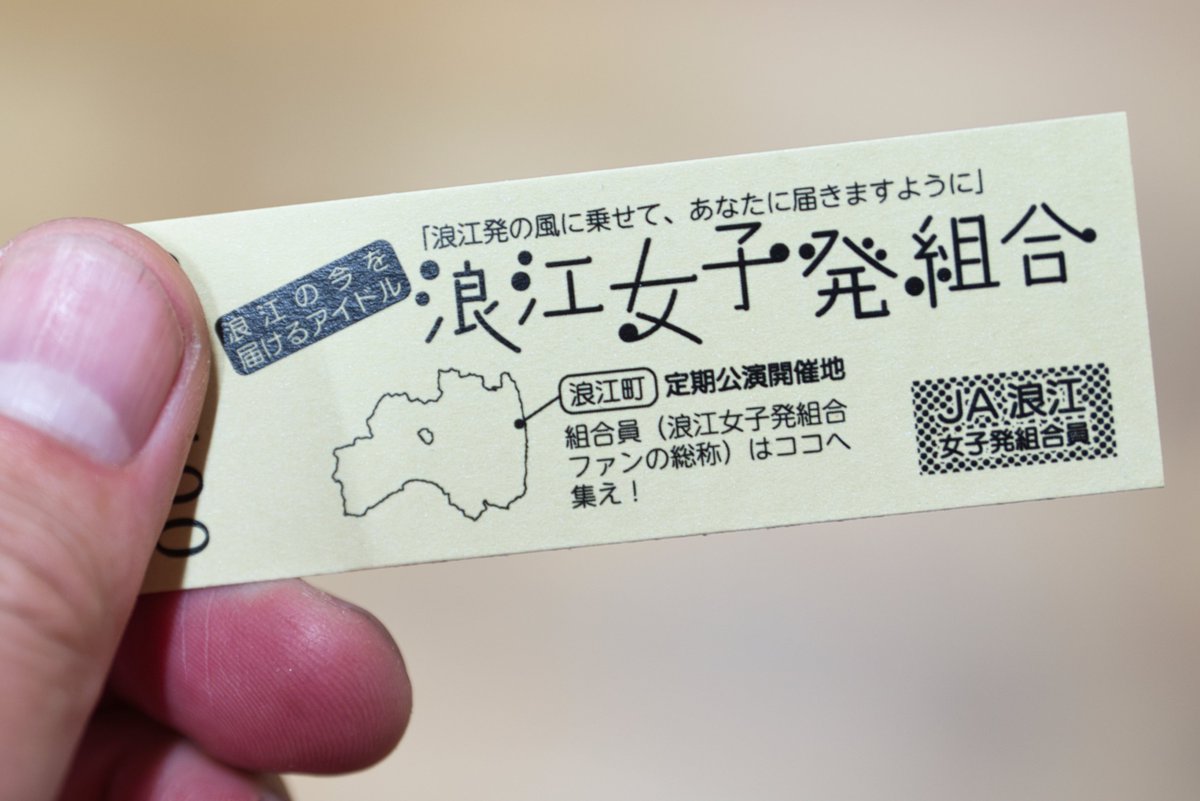 「浪江発の風に乗せて、あなたに届きますように」
浪江の今を
届けるアイドル
浪江女子発組合
浪江町 定期公演開催地
組合員（浪江女子発組合
ファンの総称）はココへ
集え！
JA 浪江
女子発組合員